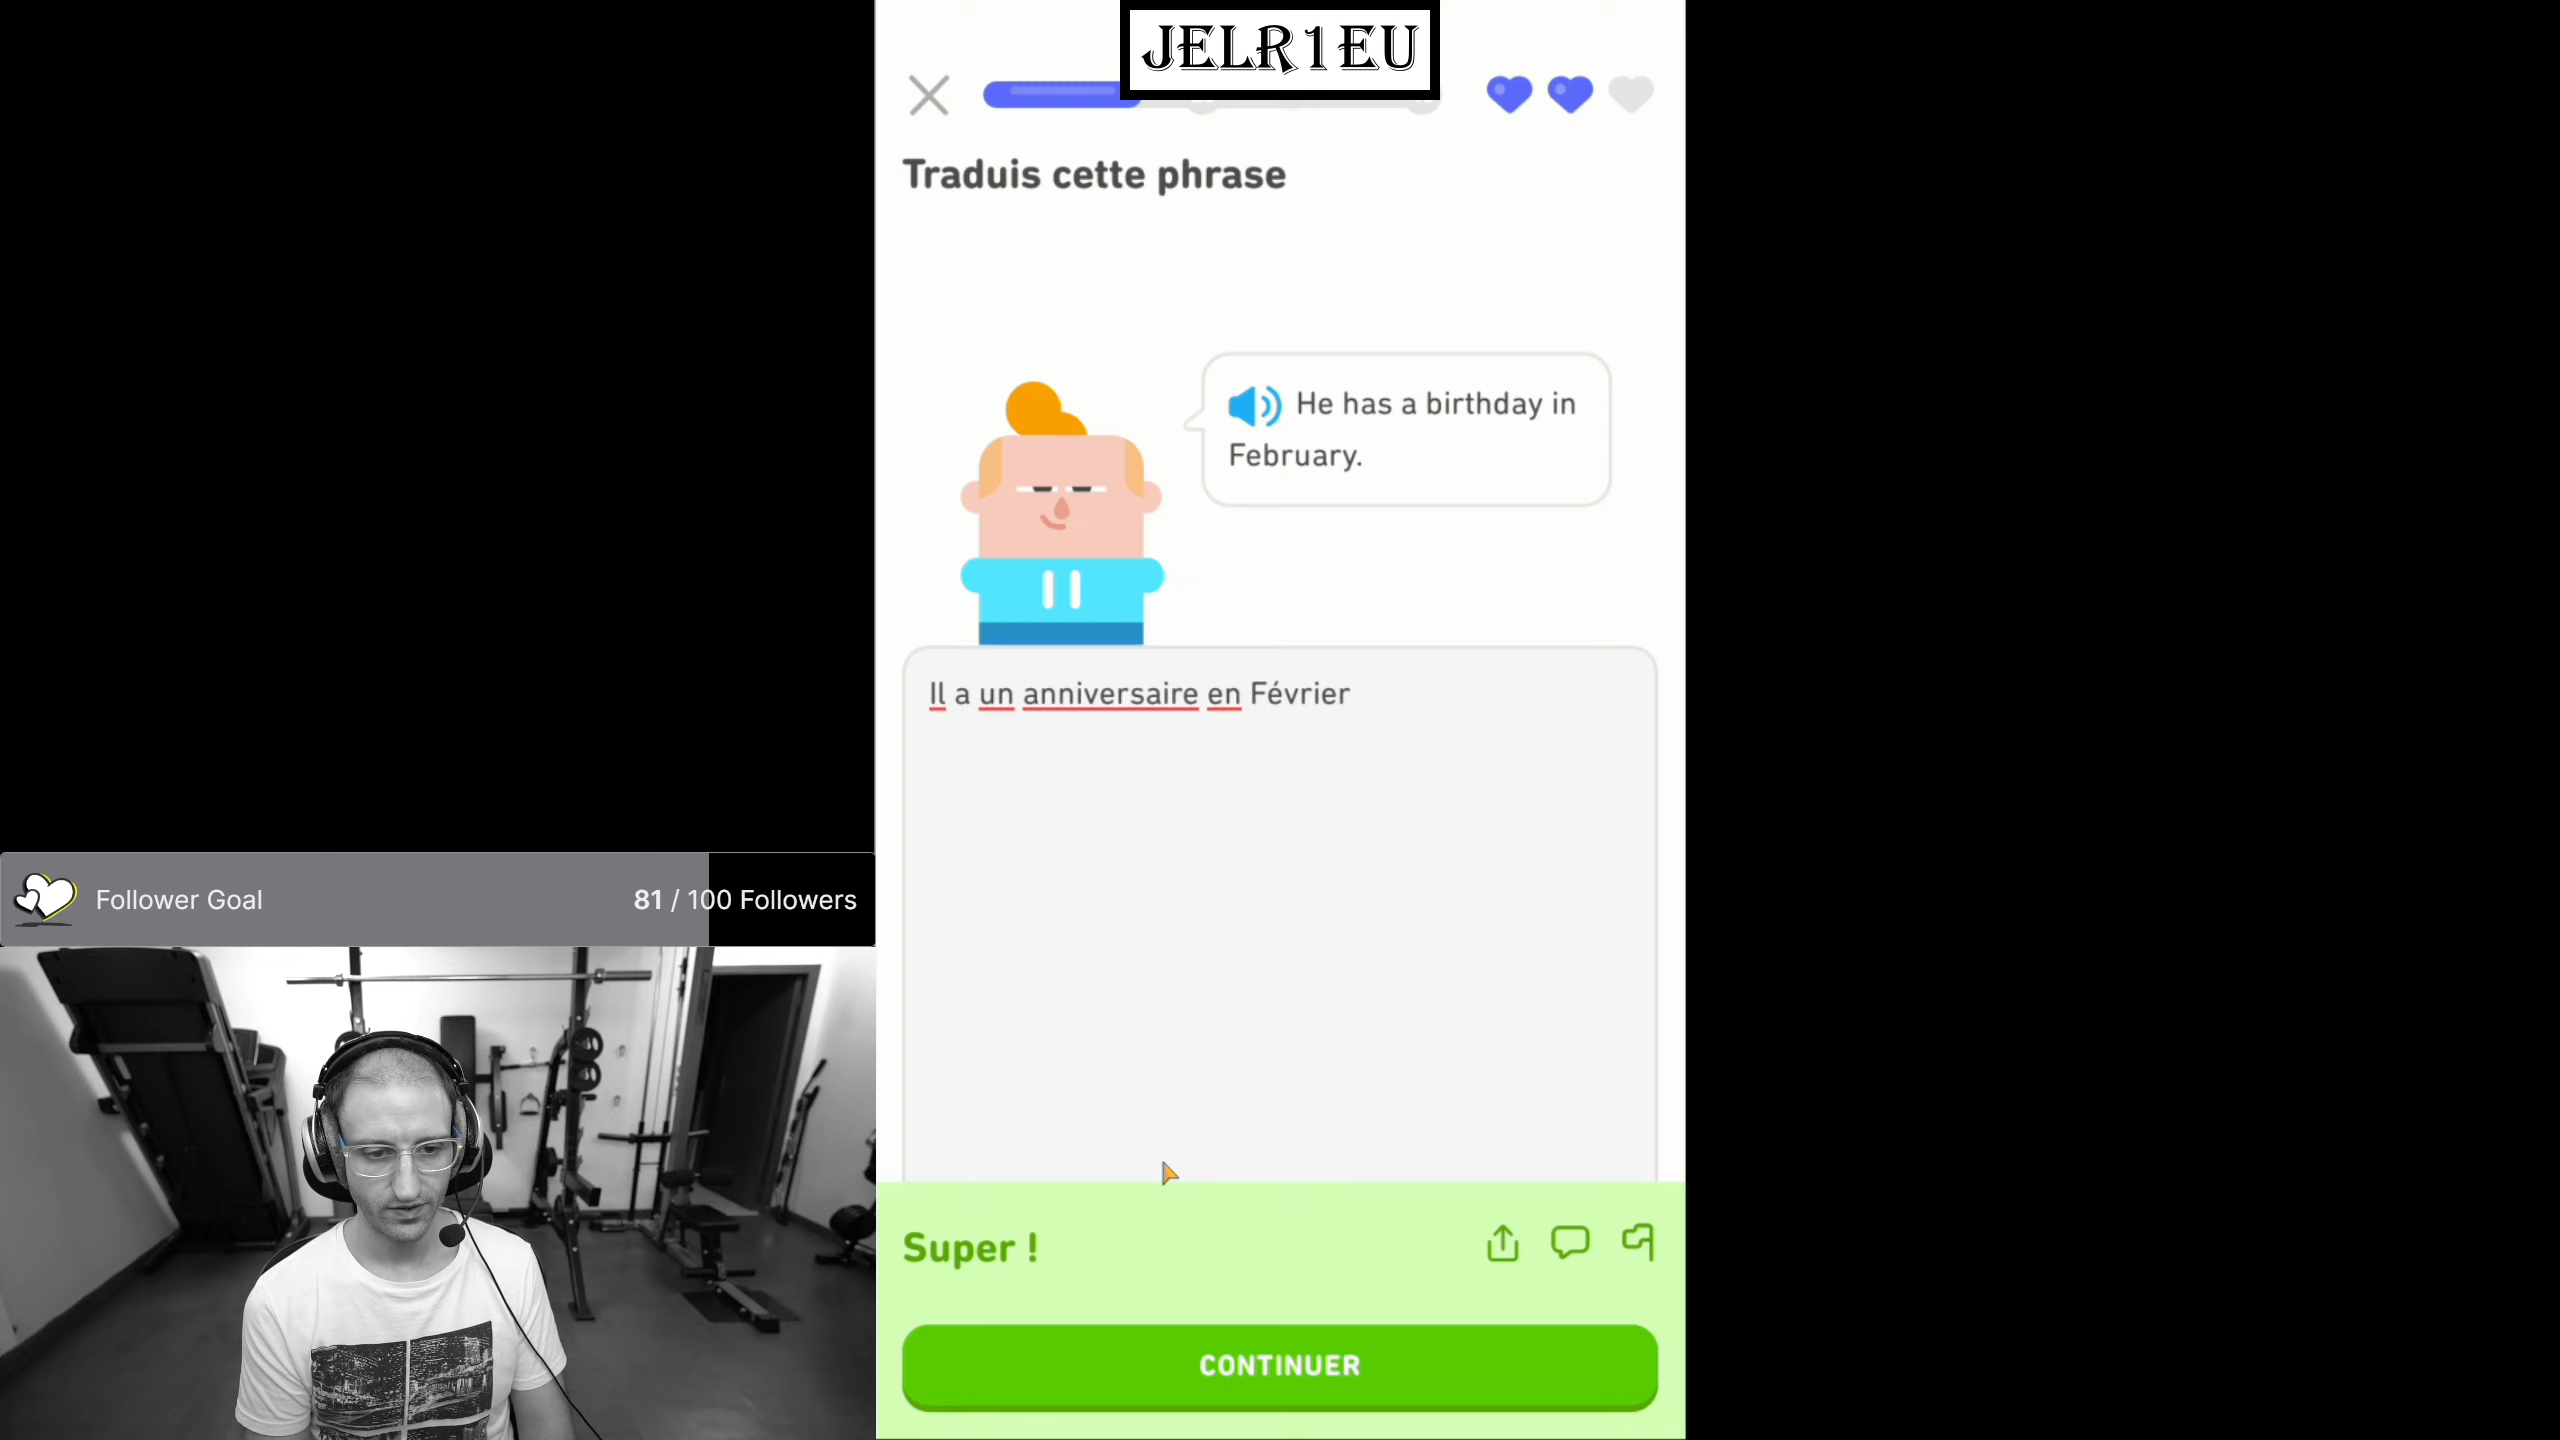 JELR1EU
Traduis cette phrase
He has a birthday in
February.
Il a un anniversaire en Février
Follower Goal
81 / 100 Followers
Super !
CONTINUER